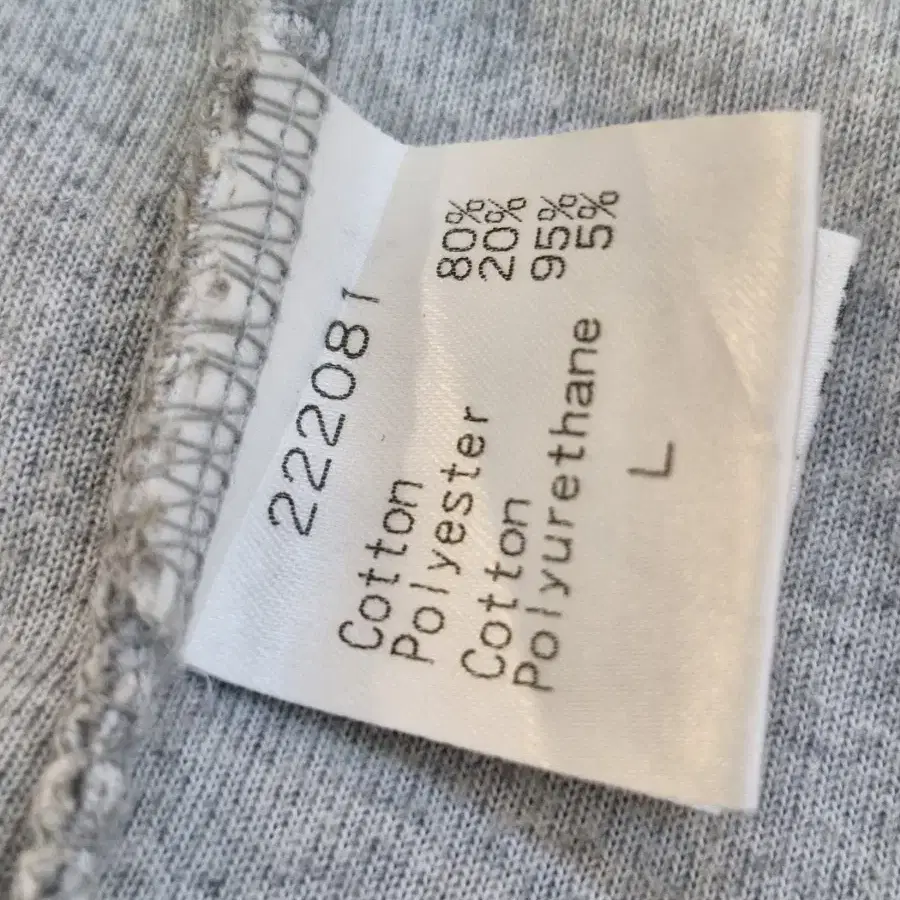 222081
Cotton 80%
Polyester 20%
Cotton 95%
Polyurethane 5%
L